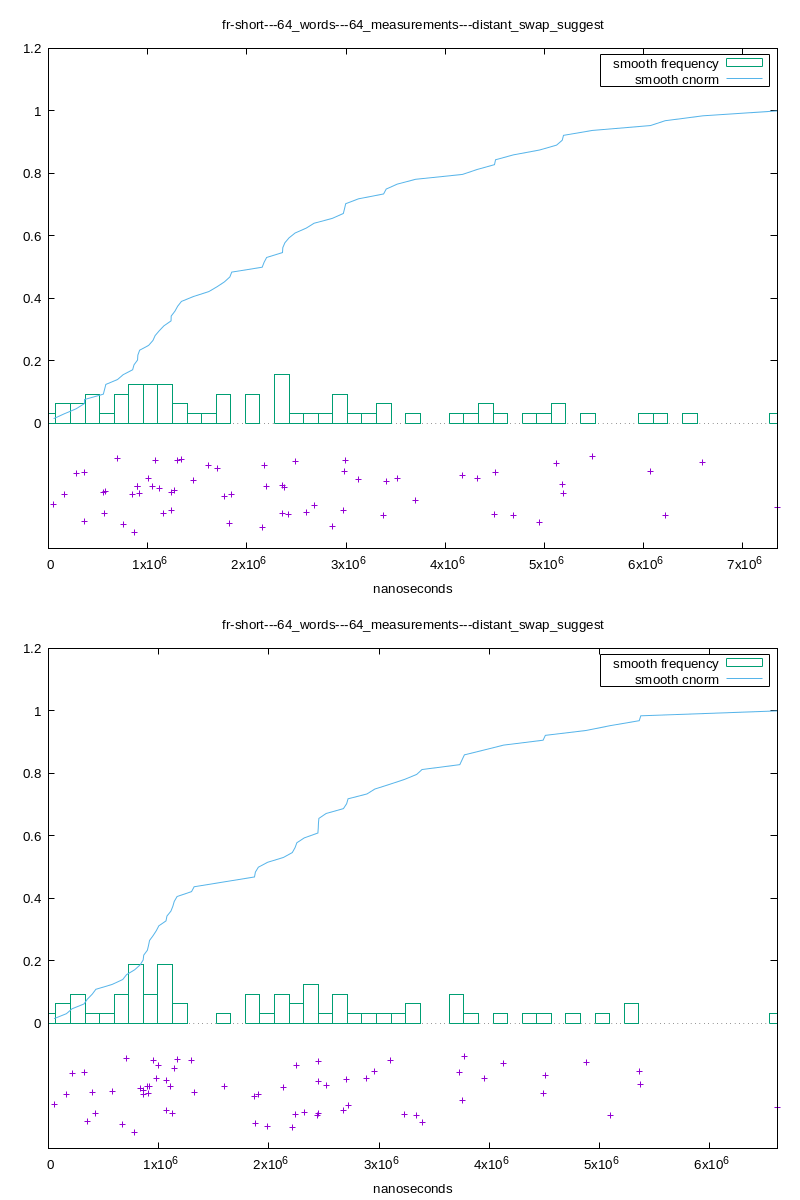 fr-short---64_words---64_measurements---distant_swap_suggest
1.2
smooth frequency
smooth cnorm
1
0.8
0.6
0.4
0.2
0
0 1x10^6 2x10^6 3x10^6 4x10^6 5x10^6 6x10^6 7x10^6
nanoseconds
fr-short---64_words---64_measurements---distant_swap_suggest
1.2
smooth frequency
smooth cnorm
1
0.8
0.6
0.4
0.2
0
0 1x10^6 2x10^6 3x10^6 4x10^6 5x10^6 6x10^6
nanoseconds